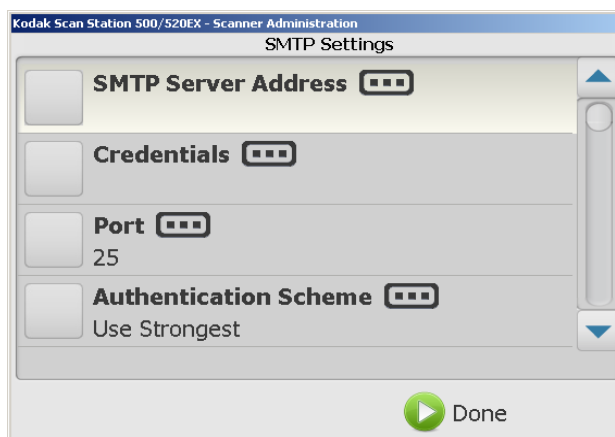 Kodak Scan Station 500/520EX - Scanner Administration
SMTP Settings
SMTP Server Address
Credentials
Port
25
Authentication Scheme
Use Strongest
Done